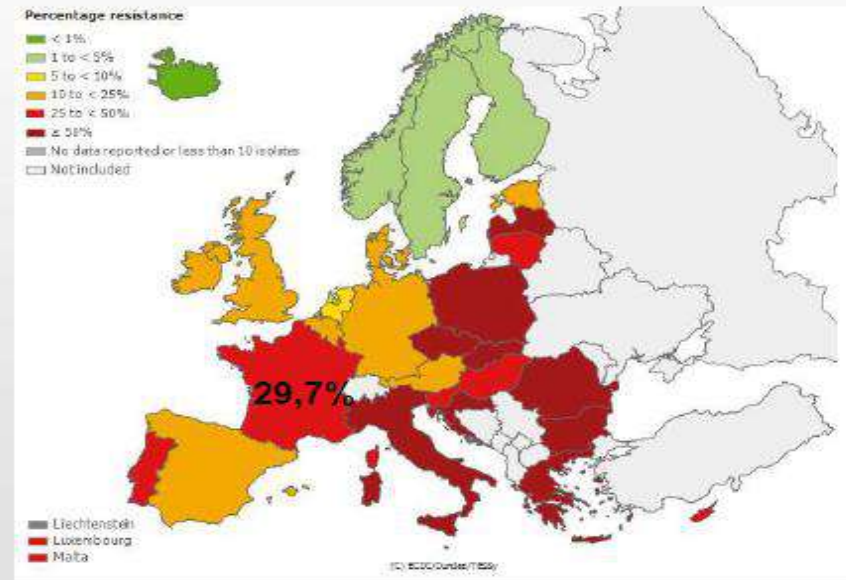 Percentage resistance
< 1%
1 to < 5%
5 to < 10%
10 to < 25%
25 to < 50%
≥ 50%
No data reported or less than 10 isolates
Not included
29,7%
Liechtenstein
Luxembourg
Malta
(C) ECDC/Dundas/TESSy